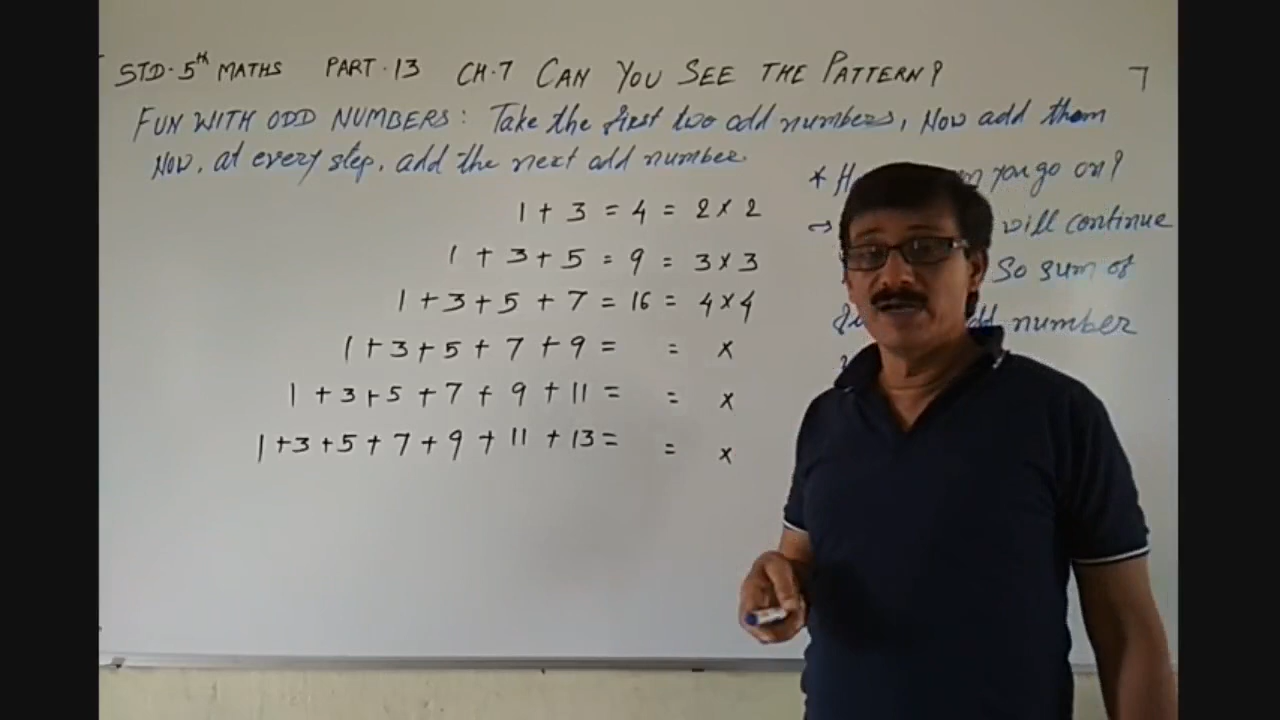 STD-5th MATHS PART-13 CH.7 CAN YOU SEE THE PATTERN? 7
FUN WITH ODD NUMBERS: Take the first two odd numbers, Now add them
Now, at every step, add the next odd number.
1 + 3 = 4 = 2 × 2
1 + 3 + 5 = 9 = 3 × 3
1 + 3 + 5 + 7 = 16 = 4 × 4
1 + 3 + 5 + 7 + 9 = = ×
1 + 3 + 5 + 7 + 9 + 11 = = ×
1 + 3 + 5 + 7 + 9 + 11 + 13 = = ×
* you go on?
→ will continue
So sum of
number